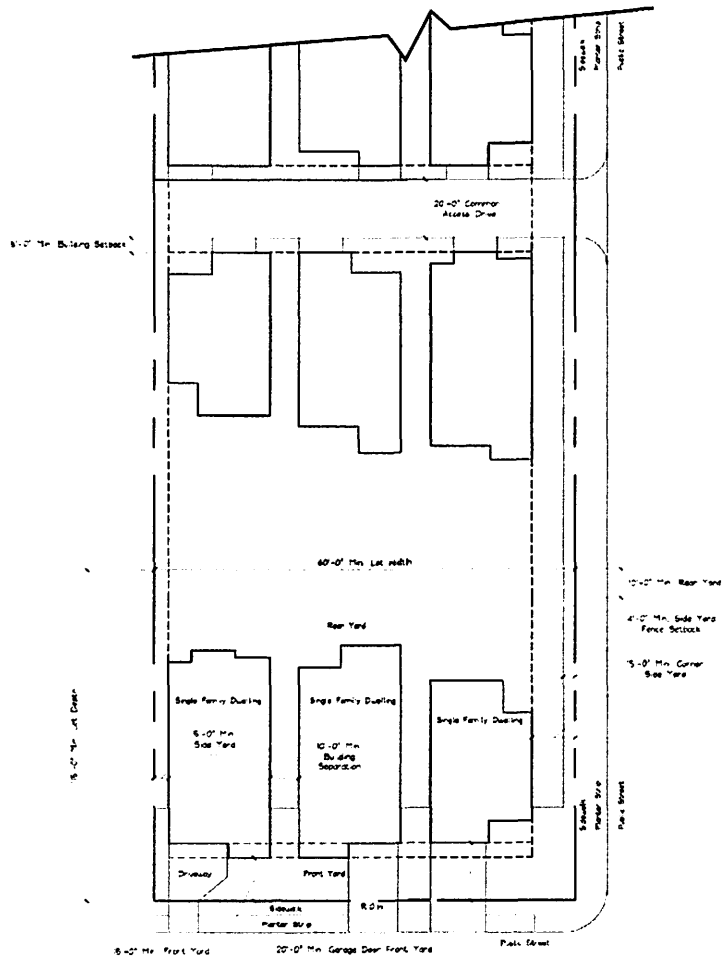 Sidewalk
Planter Strip
Public Street
20'-0" Common
Access Drive
5'-0" Min. Building Setback
60'-0" Min. Lot Width
10'-0" Min. Rear Yard
Rear Yard
4'-0" Min. Side Yard
Fence Setback
15'-0" Min. Corner
Side Yard
Min. Lot Depth
Single Family Dwelling
Single Family Dwelling
Single Family Dwelling
5'-0" Min.
Side Yard
10'-0" Min.
Building
Separation
Sidewalk
Planter Strip
Public Street
Driveway
Front Yard
Sidewalk
R.O.W.
Planter Strip
Public Street
Min. Front Yard
20'-0" Min. Garage Door Front Yard